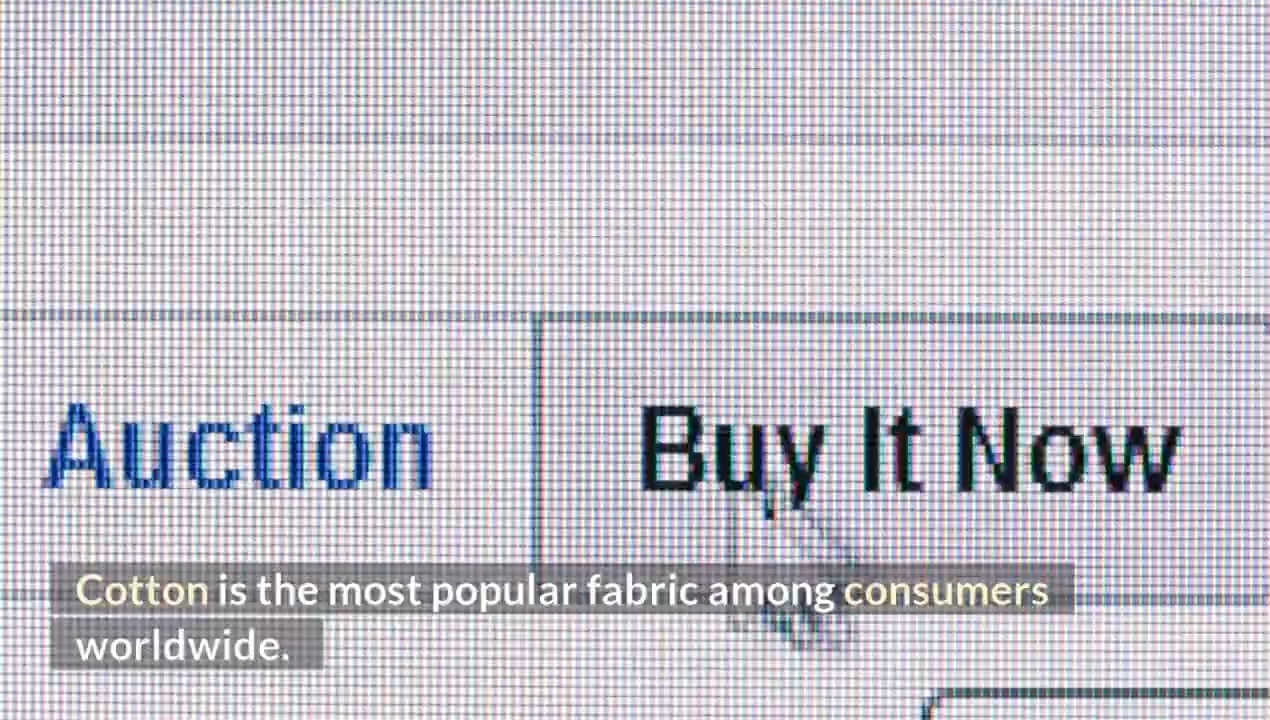 Auction
Buy It Now
Cotton is the most popular fabric among consumers
worldwide.